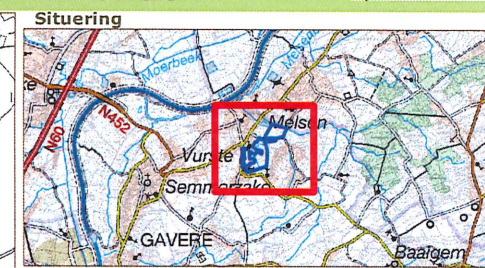 Situering
Moerbeek
N452
Melsen
N60
Vurste
Semmerzake
GAVERE
Baaigem